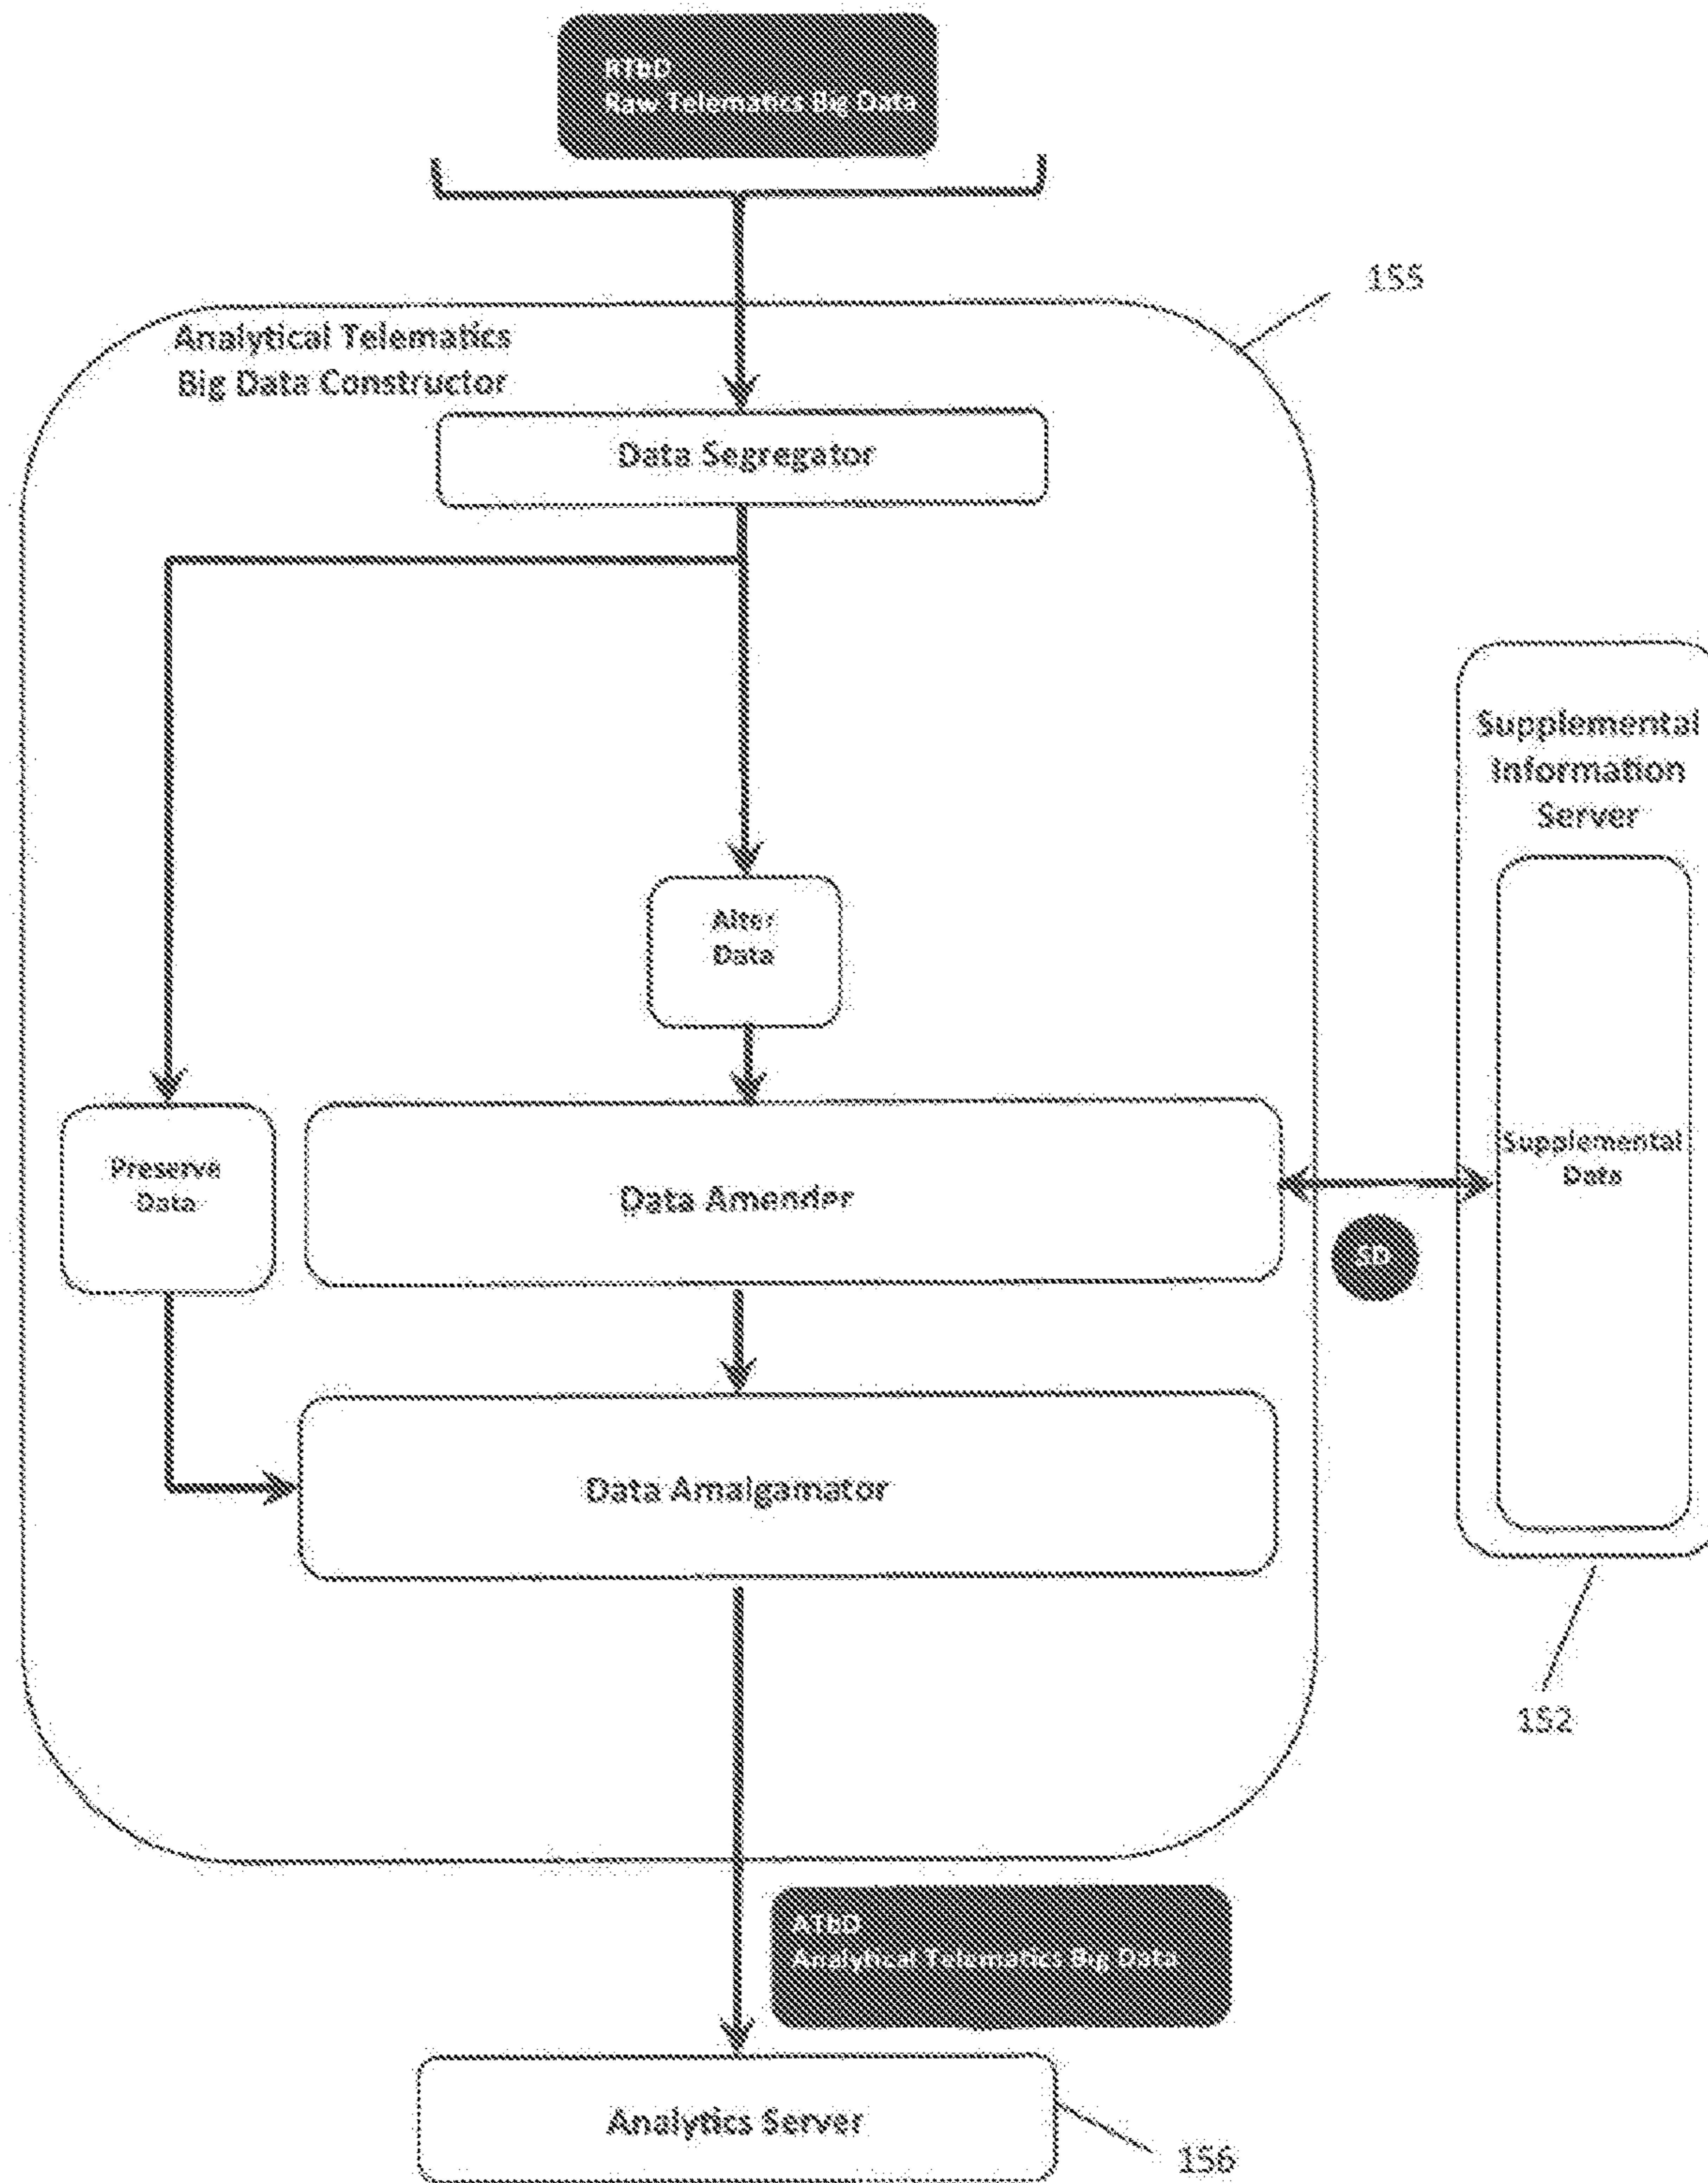 RTbD
Raw Telematics Big Data
155
Analytical Telematics
Big Data Constructor
Data Segregator
Supplemental
Information
Server
Alter
Data
Preserve
Data
Data Amender
Supplemental
Data
SD
Data Amalgamator
152
ATbD
Analytical Telematics Big Data
Analytics Server
156